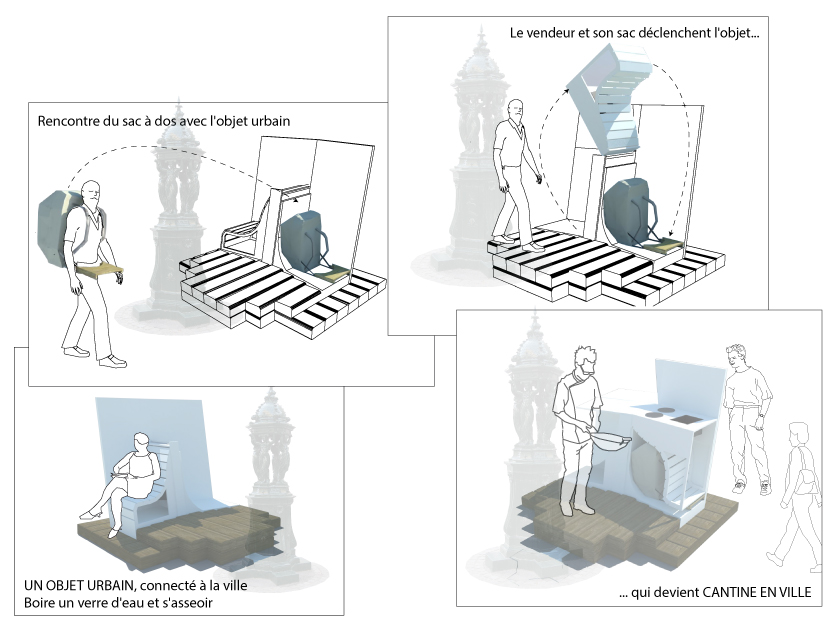 Le vendeur et son sac déclenchent l'objet...
Rencontre du sac à dos avec l'objet urbain
UN OBJET URBAIN, connecté à la ville
Boire un verre d'eau et s'asseoir
... qui devient CANTINE EN VILLE